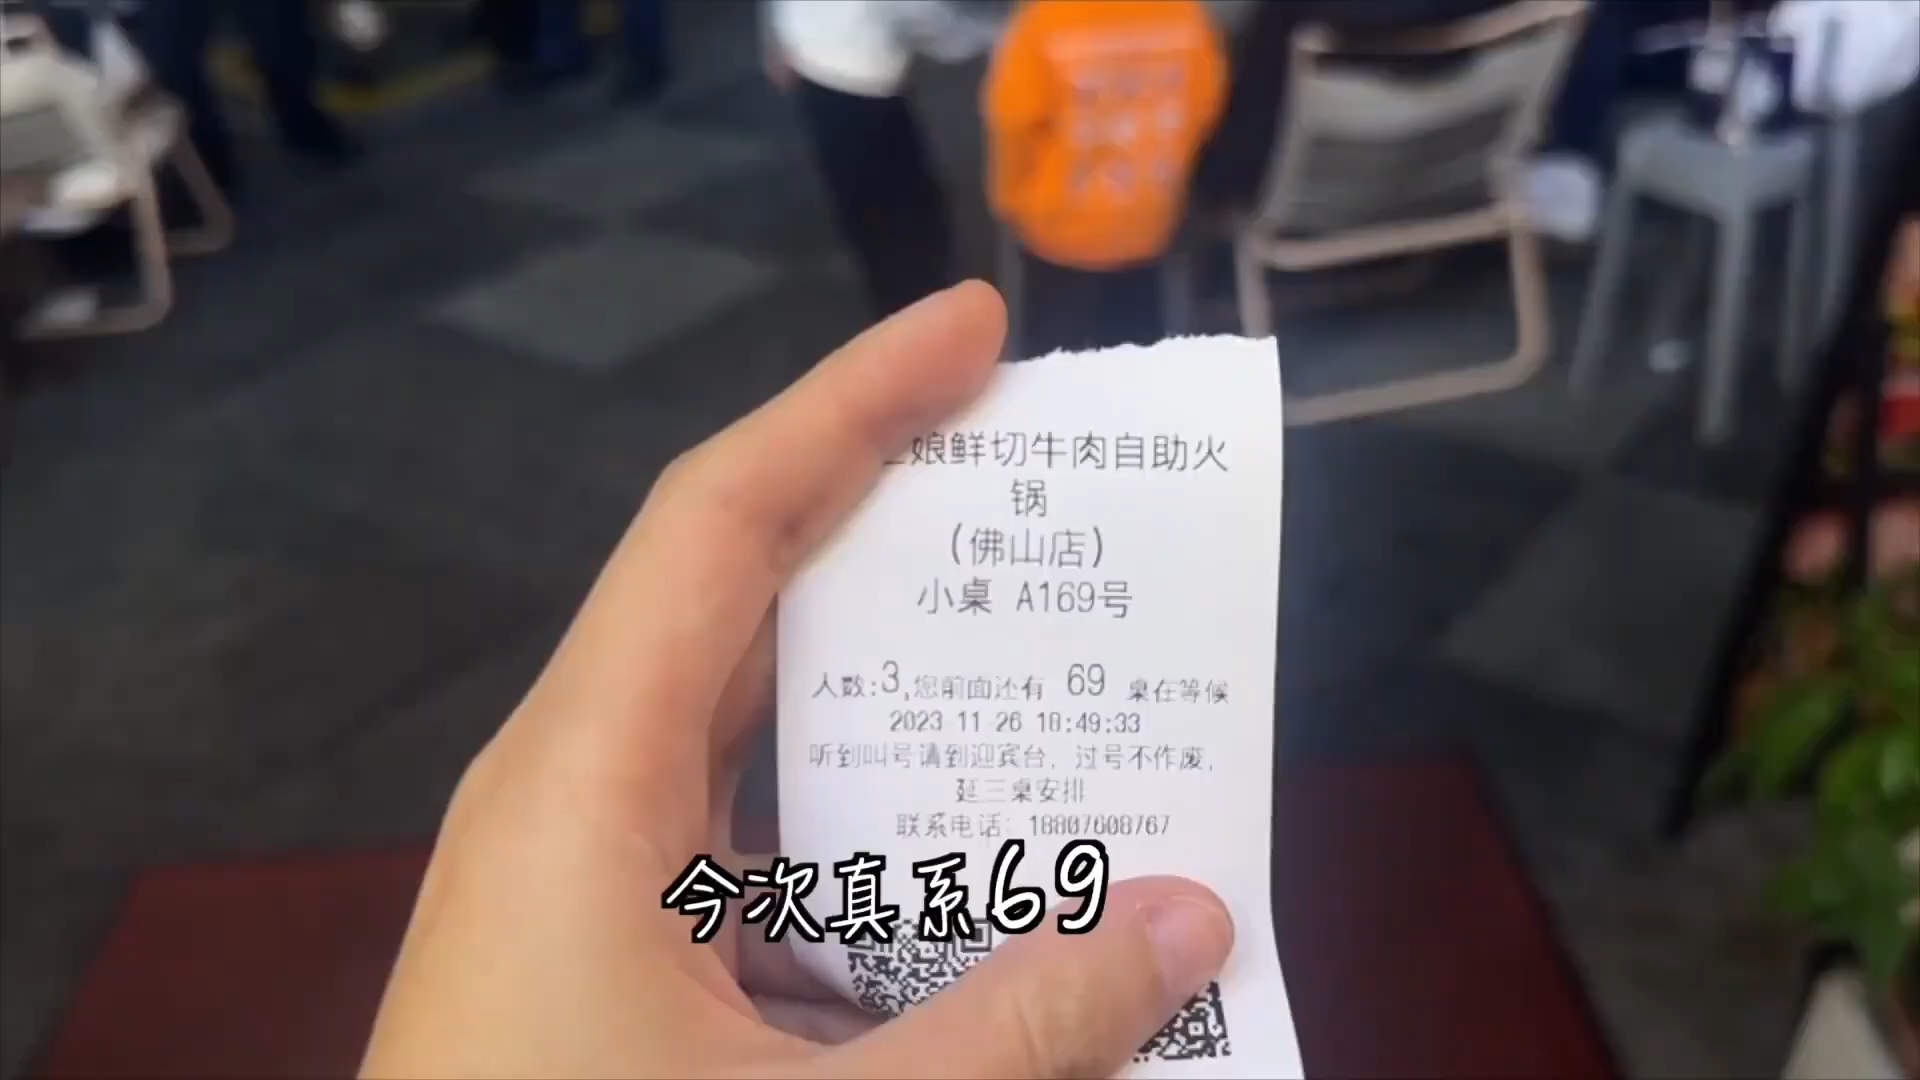 娘鲜切牛肉自助火
锅
(佛山店)
小桌 A169号
人数:3,您前面还有 69 桌在等候
2023-11-26 18:49:33
听到叫号请到迎宾台，过号不作废，
延三桌安排
联系电话：18807608767
今次真系69